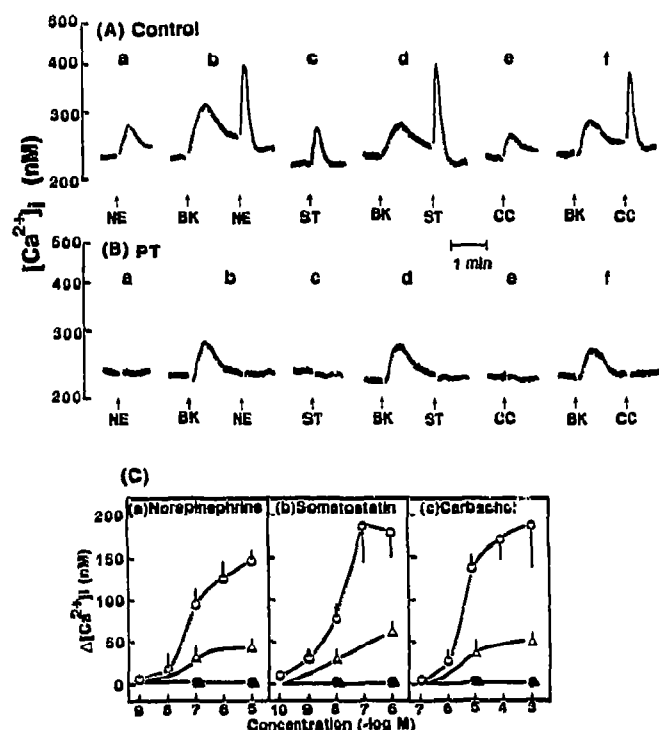 (A) Control
600
400
300
200
a b c d e f
NE BK NE ST BK ST CC BK CC
[Ca2+]i (nM)
(B) PT
1 min
500
400
300
200
a b c d e f
NE BK NE ST BK ST CC BK CC
(C)
(a)Norepinephrine (b)Somatostatin (c)Carbachol
Δ[Ca2+]i (nM)
200
150
100
50
0
9 8 7 6 5 10 9 8 7 6 7 6 5 4 3
Concentration (-log M)